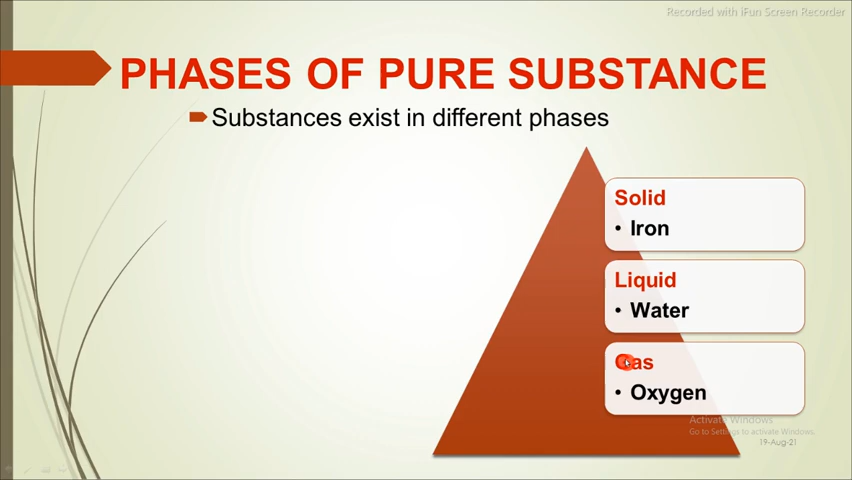 Recorded with iFun Screen Recorder
PHASES OF PURE SUBSTANCE
Substances exist in different phases
Solid
• Iron
Liquid
• Water
Gas
• Oxygen
Activate Windows
Go to Settings to activate Windows.
19-Aug-21